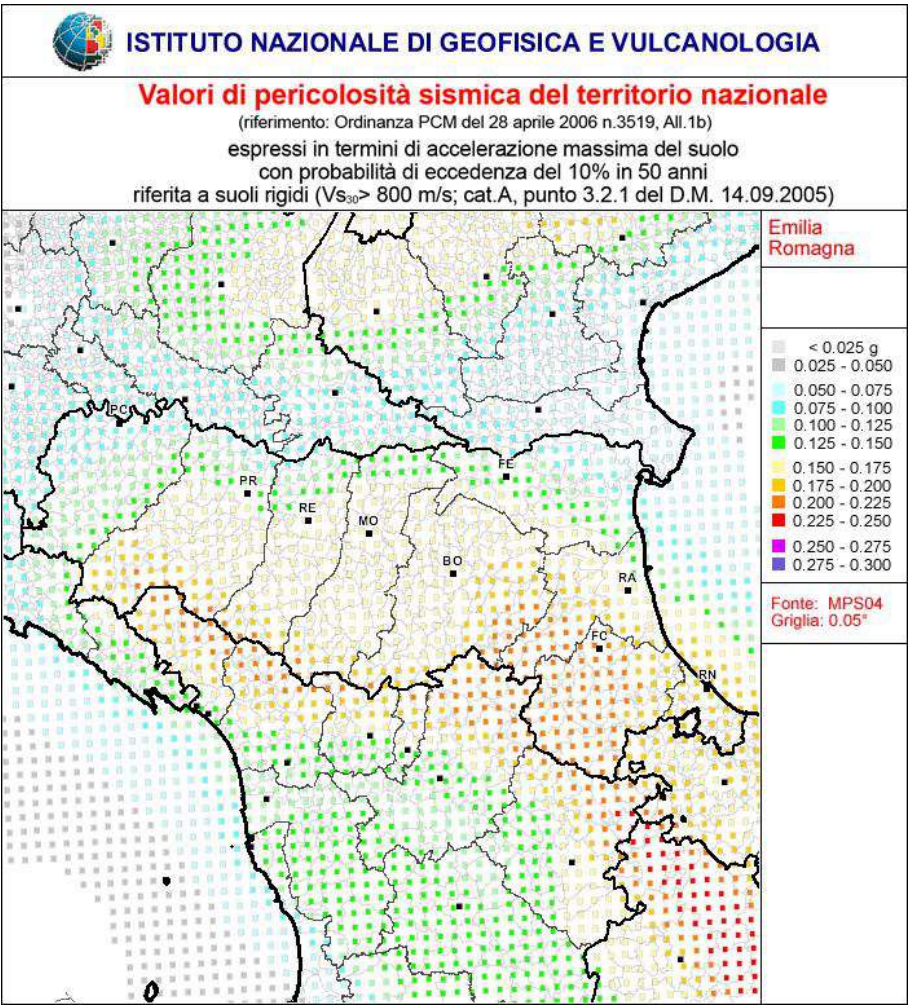 ISTITUTO NAZIONALE DI GEOFISICA E VULCANOLOGIA
Valori di pericolosità sismica del territorio nazionale
(riferimento: Ordinanza PCM del 28 aprile 2006 n.3519, All.1b)
espressi in termini di accelerazione massima del suolo
con probabilità di eccedenza del 10% in 50 anni
riferita a suoli rigidi (Vs₃₀> 800 m/s; cat.A, punto 3.2.1 del D.M. 14.09.2005)
Emilia
Romagna
< 0.025 g
0.025 - 0.050
0.050 - 0.075
0.075 - 0.100
0.100 - 0.125
0.125 - 0.150
0.150 - 0.175
0.175 - 0.200
0.200 - 0.225
0.225 - 0.250
0.250 - 0.275
0.275 - 0.300
Fonte: MPS04
Griglia: 0.05°
PC
FE
PR
RE
MO
BO
RA
FC
RN